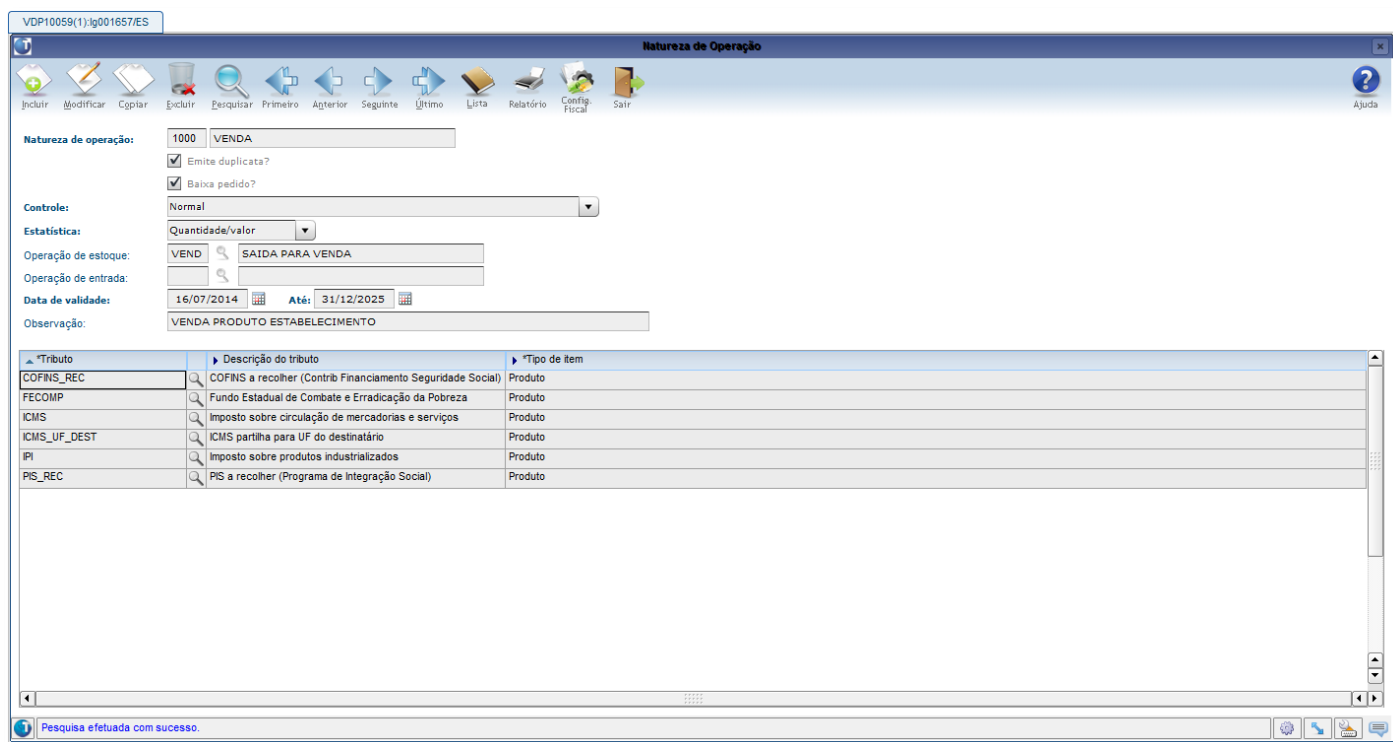 VDP10059(1):lg001657/ES
Natureza de Operação
Incluir Modificar Copiar Excluir Pesquisar Primeiro Anterior Seguinte Último Lista Relatório Config. Fiscal Sair Ajuda
Natureza de operação: 1000 VENDA
Emite duplicata?
Baixa pedido?
Controle: Normal
Estatística: Quantidade/valor
Operação de estoque: VEND SAIDA PARA VENDA
Operação de entrada:
Data de validade: 16/07/2014 Até: 31/12/2025
Observação: VENDA PRODUTO ESTABELECIMENTO
*Tributo Descrição do tributo *Tipo de item
COFINS_REC COFINS a recolher (Contrib Financiamento Seguridade Social) Produto
FECOMP Fundo Estadual de Combate e Erradicação da Pobreza Produto
ICMS Imposto sobre circulação de mercadorias e serviços Produto
ICMS_UF_DEST ICMS partilha para UF do destinatário Produto
IPI Imposto sobre produtos industrializados Produto
PIS_REC PIS a recolher (Programa de Integração Social) Produto
Pesquisa efetuada com sucesso.